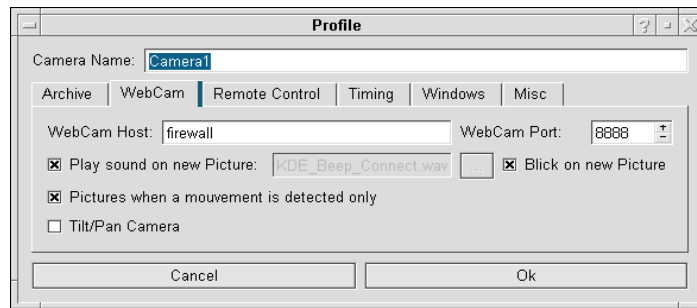 Profile
Camera Name: Camera1
Archive WebCam Remote Control Timing Windows Misc
WebCam Host: firewall WebCam Port: 8888
Play sound on new Picture: KDE_Beep_Connect.wav ... Blick on new Picture
Pictures when a mouvement is detected only
Tilt/Pan Camera
Cancel Ok